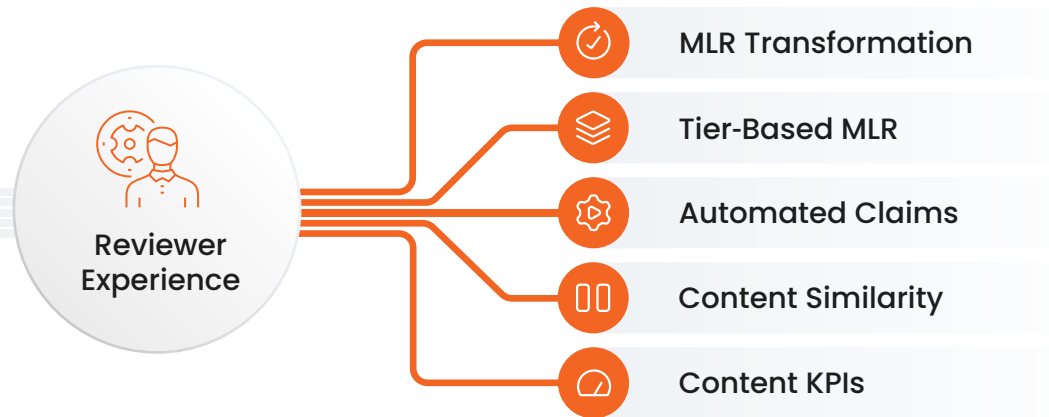 Reviewer
Experience
MLR Transformation
Tier-Based MLR
Automated Claims
Content Similarity
Content KPIs